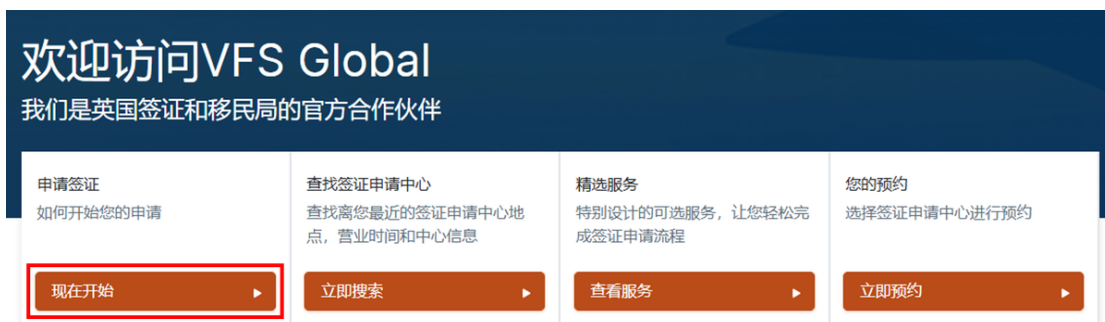 欢迎访问VFS Global
我们是英国签证和移民局的官方合作伙伴
申请签证
如何开始您的申请
现在开始
查找签证申请中心
查找离您最近的签证申请中心地
点，营业时间和中心信息
立即搜索
精选服务
特别设计的可选服务，让您轻松完
成签证申请流程
查看服务
您的预约
选择签证申请中心进行预约
立即预约